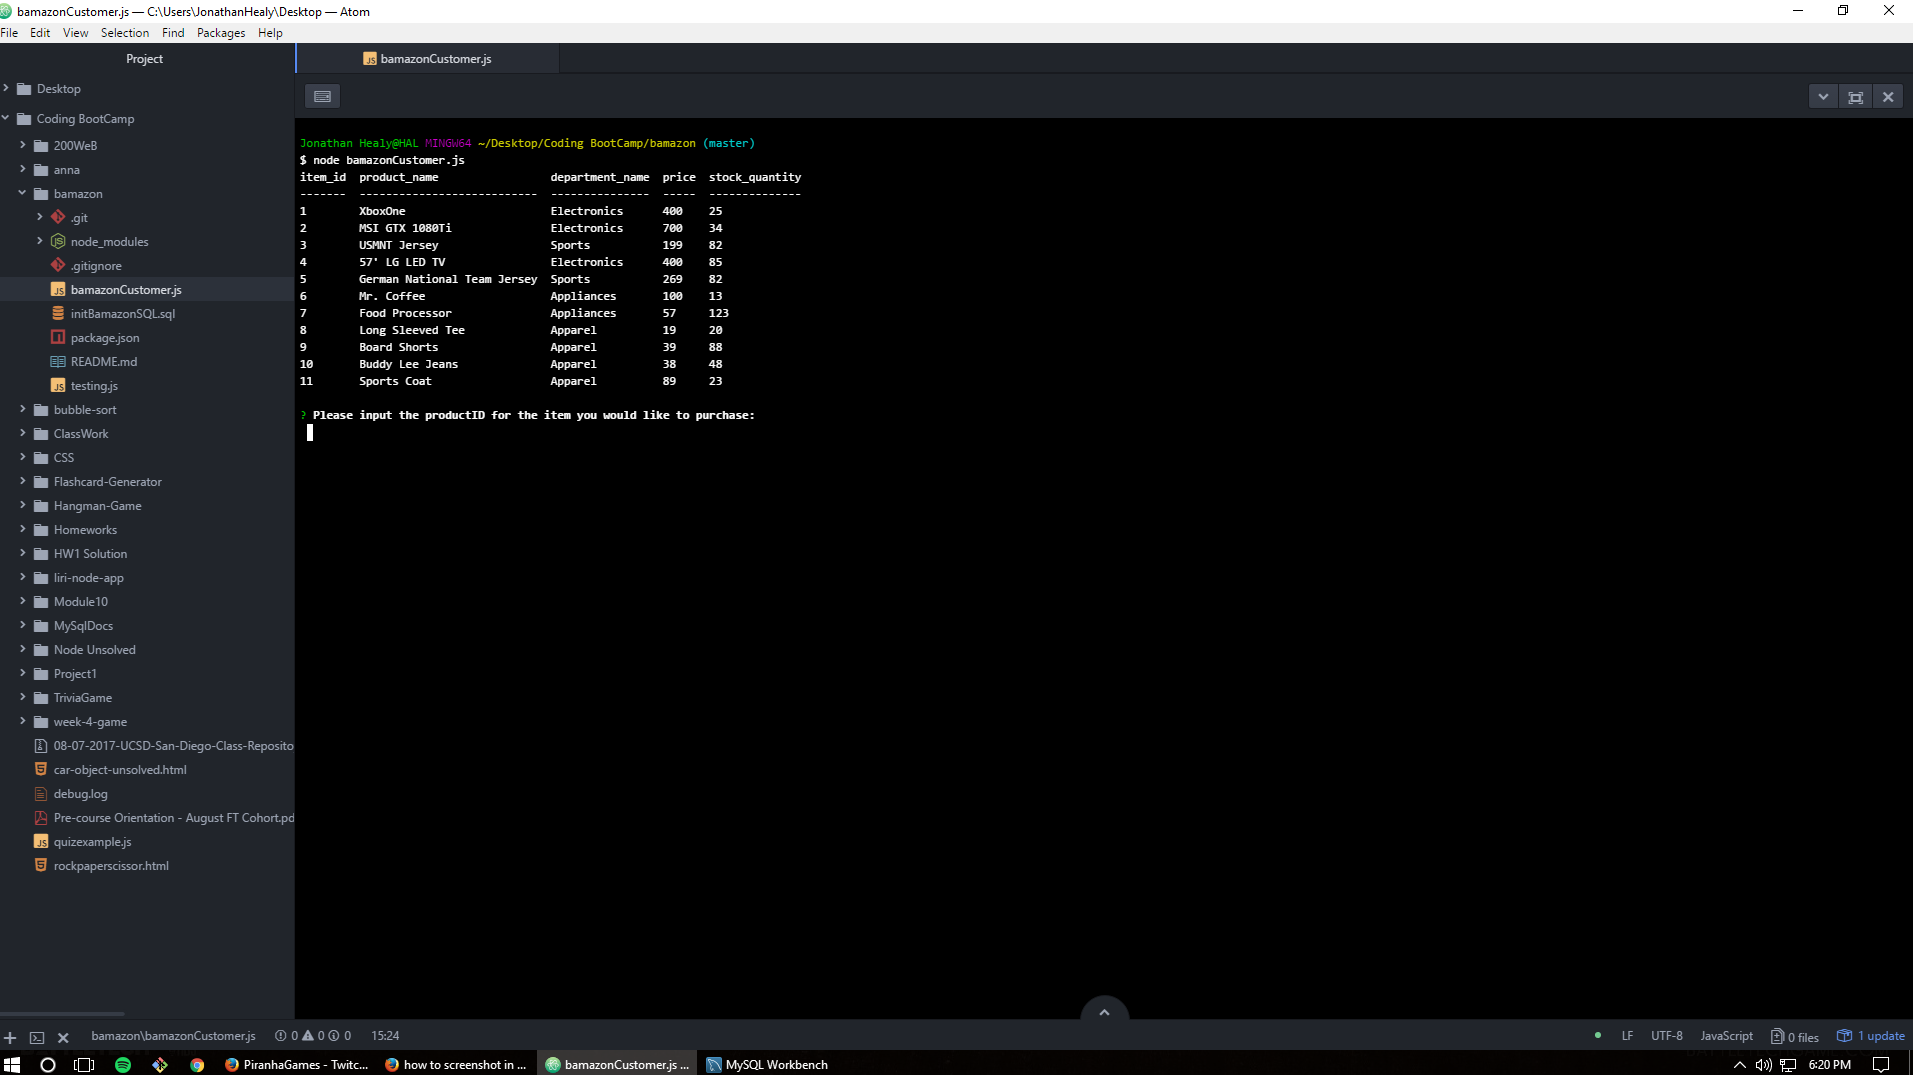 bamazonCustomer.js — C:\Users\JonathanHealy\Desktop — Atom
File Edit View Selection Find Packages Help
Project
bamazonCustomer.js
Desktop
Coding BootCamp
200WeB
anna
bamazon
.git
node_modules
.gitignore
bamazonCustomer.js
initBamazonSQL.sql
package.json
README.md
testing.js
bubble-sort
ClassWork
CSS
Flashcard-Generator
Hangman-Game
Homeworks
HW1 Solution
liri-node-app
Module10
MySqlDocs
Node Unsolved
Project1
TriviaGame
week-4-game
08-07-2017-UCSD-San-Diego-Class-Reposito
car-object-unsolved.html
debug.log
Pre-course Orientation - August FT Cohort.pd
quizexample.js
rockpaperscissor.html
Jonathan Healy@HAL MINGW64 ~/Desktop/Coding BootCamp/bamazon (master)
$ node bamazonCustomer.js
item_id product_name department_name price stock_quantity
------- --------------------------- --------------- ----- --------------
1 XboxOne Electronics 400 25
2 MSI GTX 1080Ti Electronics 700 34
3 USMNT Jersey Sports 199 82
4 57' LG LED TV Electronics 400 85
5 German National Team Jersey Sports 269 82
6 Mr. Coffee Appliances 100 13
7 Food Processor Appliances 57 123
8 Long Sleeved Tee Apparel 19 20
9 Board Shorts Apparel 39 88
10 Buddy Lee Jeans Apparel 38 48
11 Sports Coat Apparel 89 23
? Please input the productID for the item you would like to purchase:
bamazon\bamazonCustomer.js 0 0 0 15:24 LF UTF-8 JavaScript 0 files 1 update
PiranhaGames - Twitc... how to screenshot in ... bamazonCustomer.js ... MySQL Workbench 6:20 PM